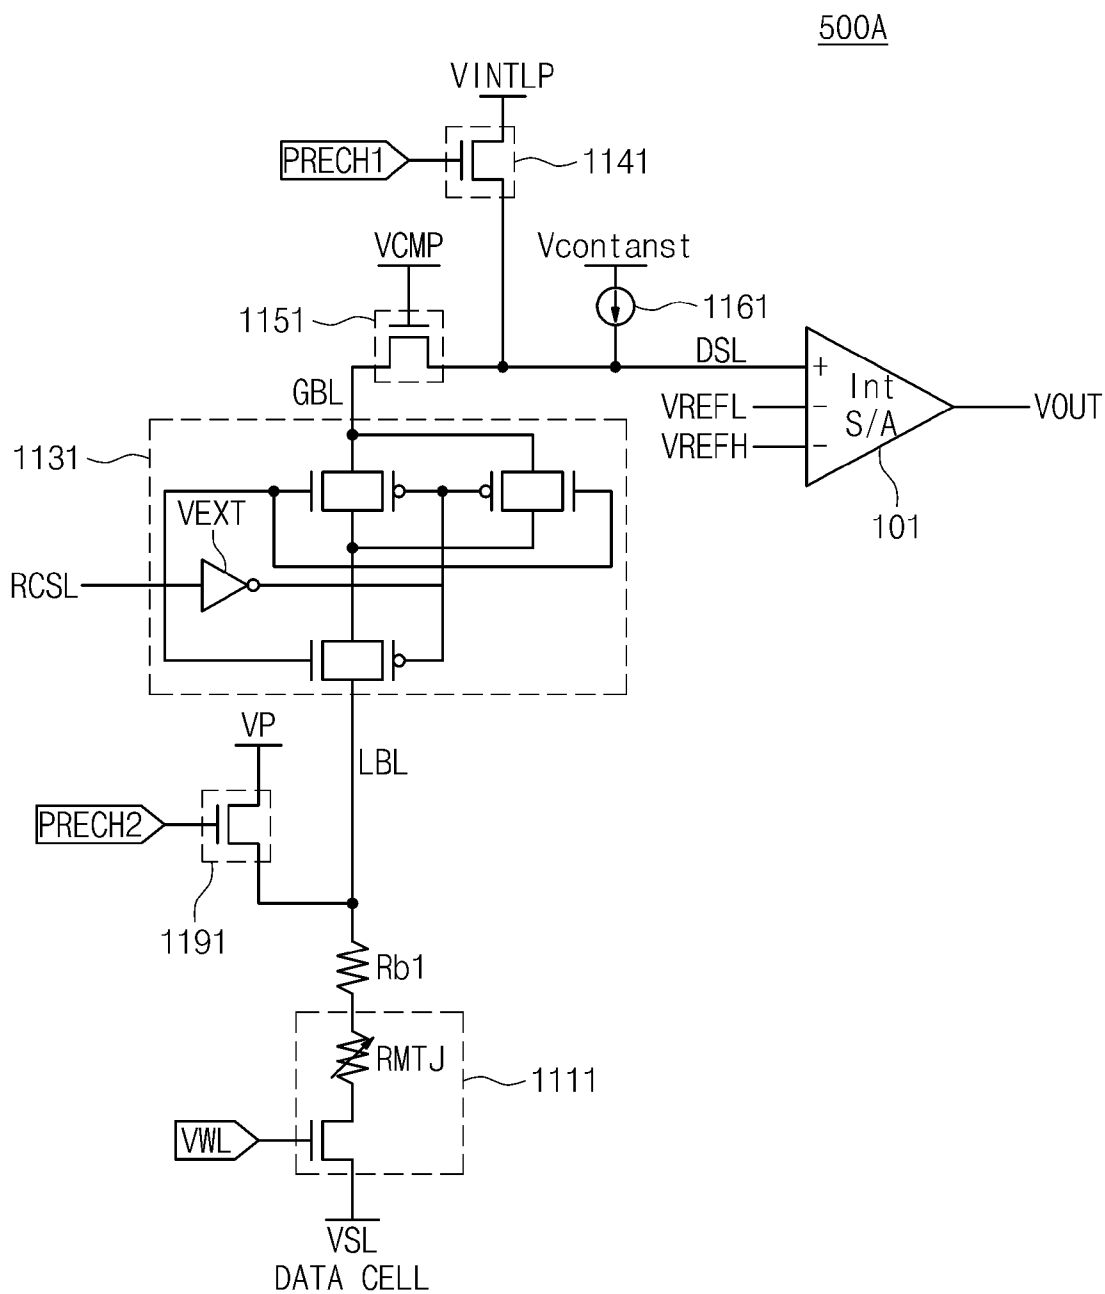 500A
VINTLP
PRECH1
1141
VCMP
Vcontanst
1151
1161
DSL
GBL
Int
S/A
VREFL
VREFH
VOUT
101
1131
VEXT
RCSL
VP
LBL
PRECH2
1191
Rb1
RMTJ
1111
VWL
VSL
DATA CELL